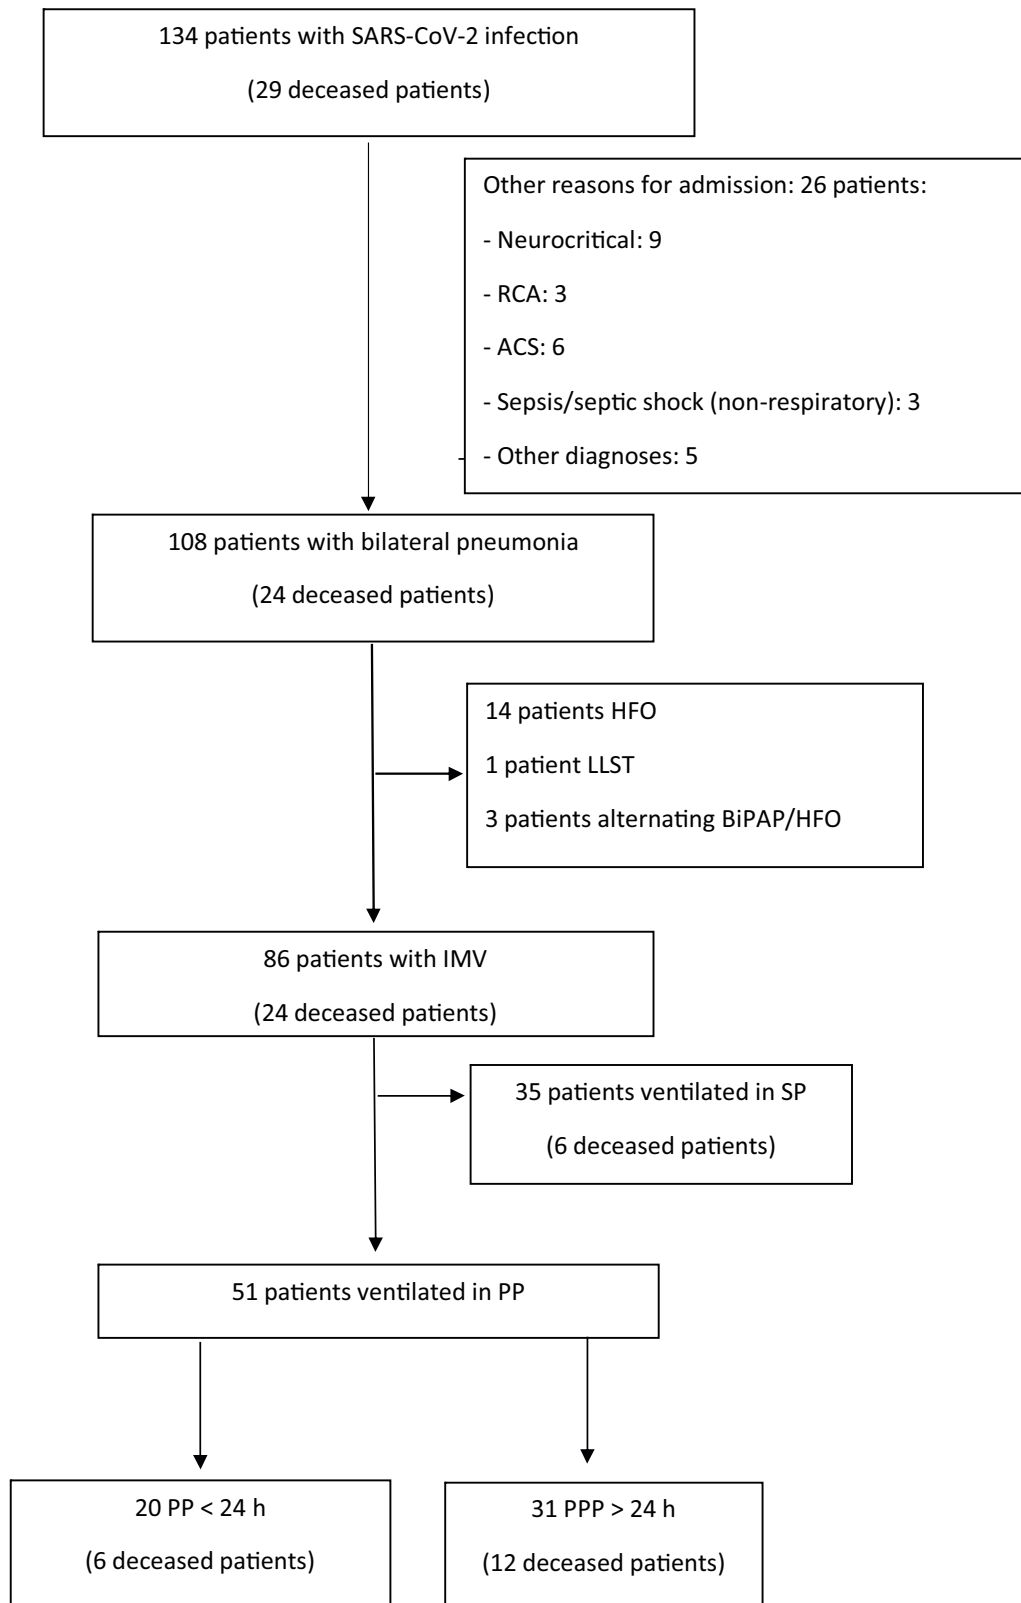 134 patients with SARS-CoV-2 infection
(29 deceased patients)
Other reasons for admission: 26 patients:
- Neurocritical: 9
- RCA: 3
- ACS: 6
- Sepsis/septic shock (non-respiratory): 3
- Other diagnoses: 5
108 patients with bilateral pneumonia
(24 deceased patients)
14 patients HFO
1 patient LLST
3 patients alternating BiPAP/HFO
86 patients with IMV
(24 deceased patients)
35 patients ventilated in SP
(6 deceased patients)
51 patients ventilated in PP
20 PP < 24 h
(6 deceased patients)
31 PPP > 24 h
(12 deceased patients)